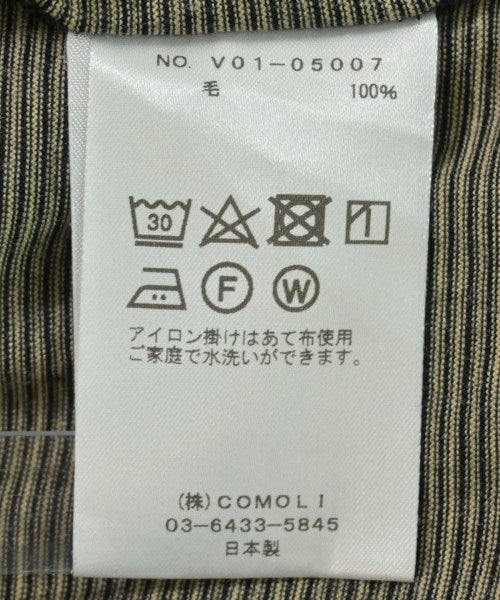 NO. V01-05007
毛 100%
30
F W
アイロン掛けはあて布使用
ご家庭で水洗いができます。
(株)COMOLI
03-6433-5845
日本製